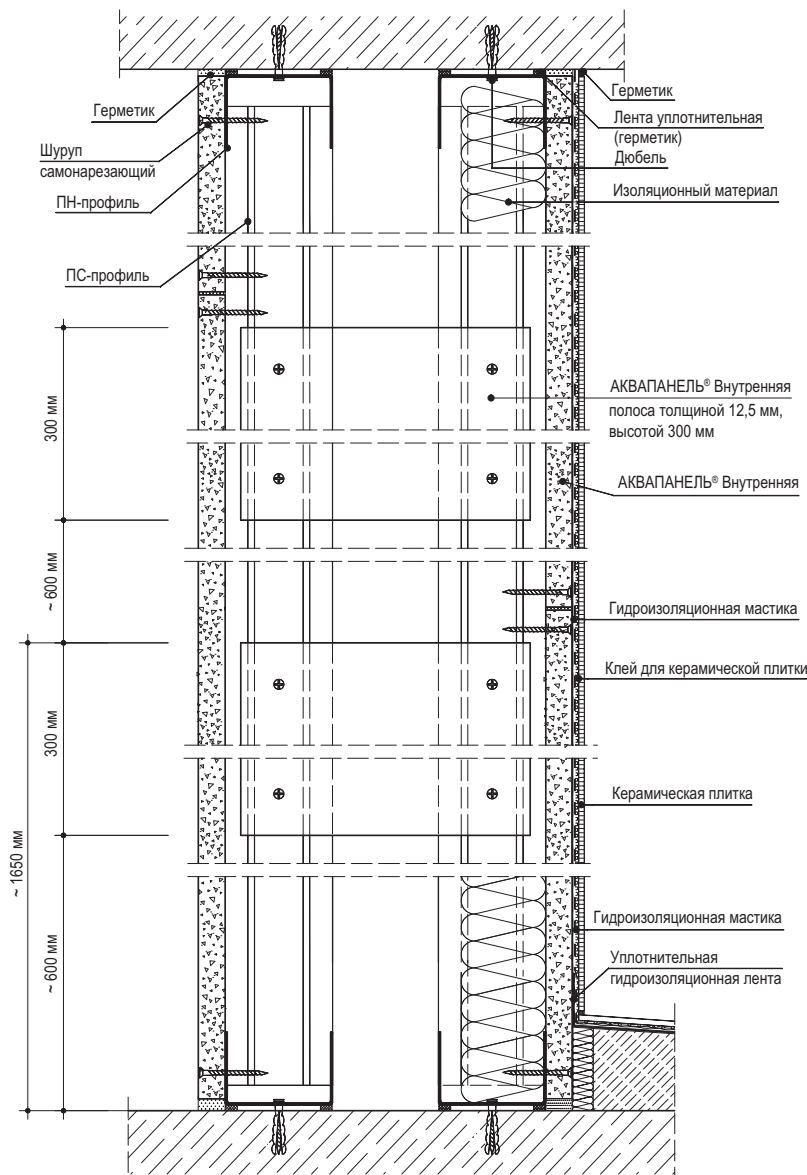 Герметик
Шуруп
самонарезающий
ПН-профиль
ПС-профиль
Герметик
Лента уплотнительная
(герметик)
Дюбель
Изоляционный материал
АКВАПАНЕЛЬ® Внутренняя
полоса толщиной 12,5 мм,
высотой 300 мм
АКВАПАНЕЛЬ® Внутренняя
Гидроизоляционная мастика
Клей для керамической плитки
Керамическая плитка
Гидроизоляционная мастика
Уплотнительная
гидроизоляционная лента
300 мм
~ 600 мм
300 мм
~ 1650 мм
~ 600 мм